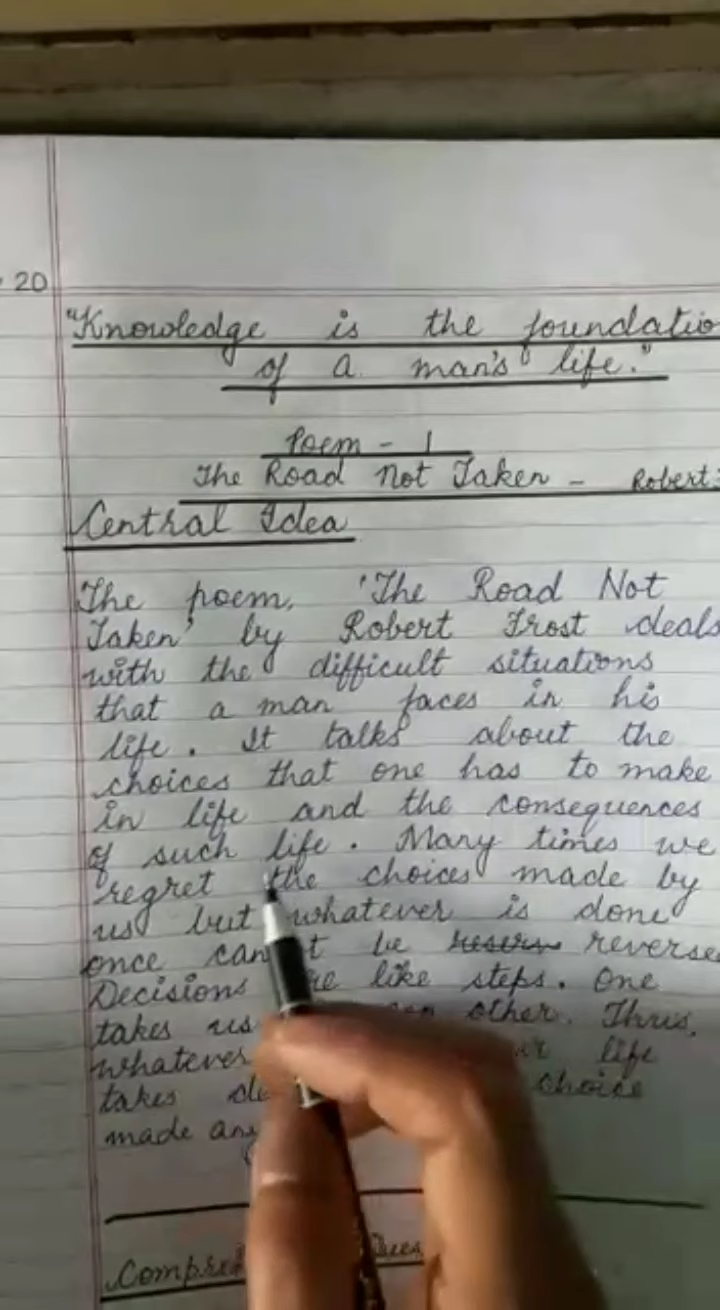 20
"Knowledge is the foundatio
of a man's life."
Poem - 1
The Road Not Taken - Robert
Central Idea
The poem, 'The Road Not
Taken' by Robert Frost deals
with the difficult situations
that a man faces in his
life. It talks about the
choices that one has to make
in life and the consequences
of such life. Many times we
regret the choices made by
us but whatever is done
once can t be reverse
Decisions re like steps. One
takes us other. Thus,
whatever life
takes de choice
made any
Compre Ques